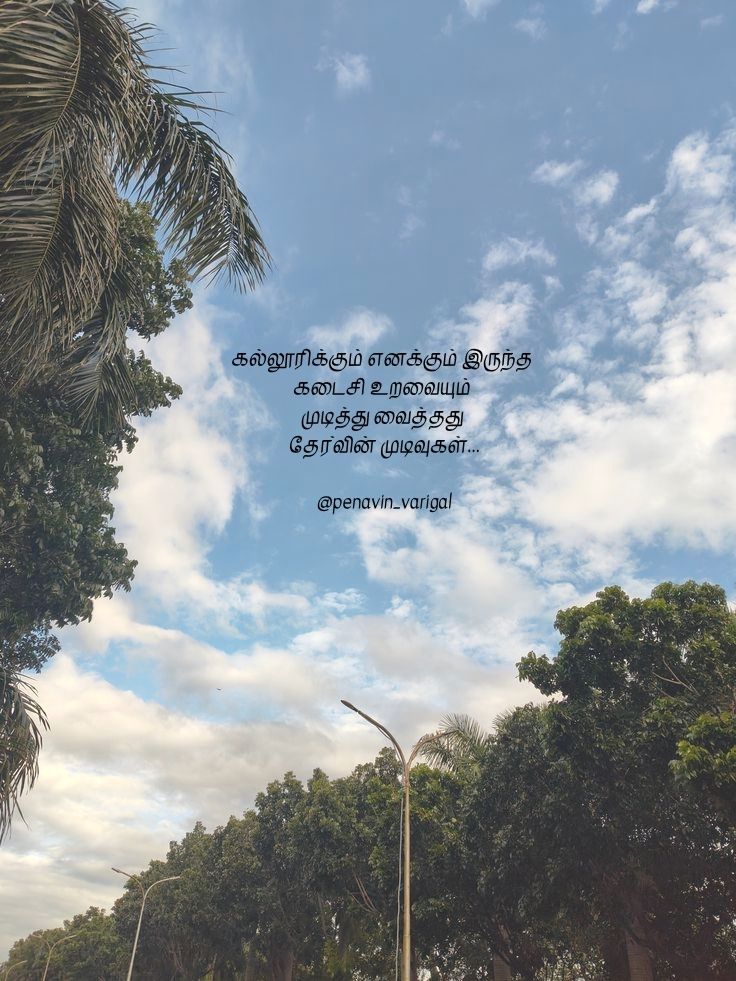 கல்லூரிக்கும் எனக்கும் இருந்த
கடைசி உறவையும்
முடித்து வைத்தது
தேர்வின் முடிவுகள்...
@penavin_varigal